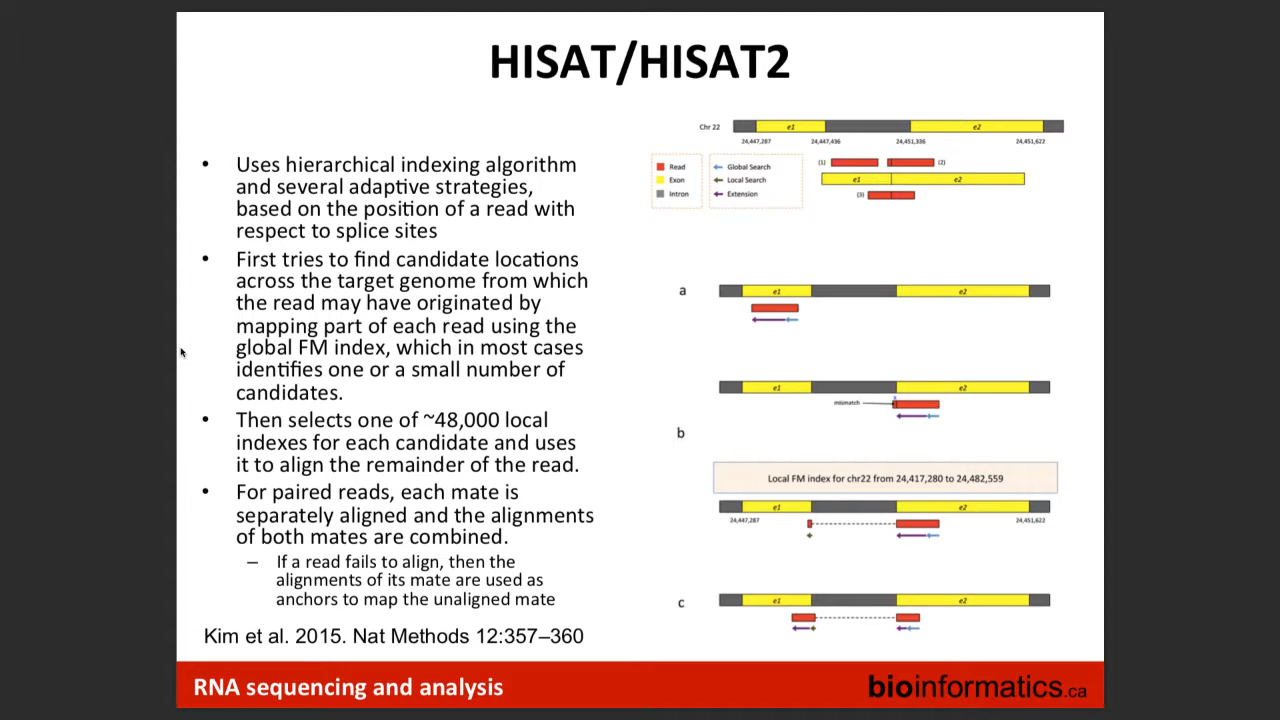 HISAT/HISAT2
• Uses hierarchical indexing algorithm
and several adaptive strategies,
based on the position of a read with
respect to splice sites
• First tries to find candidate locations
across the target genome from which
the read may have originated by
mapping part of each read using the
global FM index, which in most cases
identifies one or a small number of
candidates.
• Then selects one of ~48,000 local
indexes for each candidate and uses
it to align the remainder of the read.
• For paired reads, each mate is
separately aligned and the alignments
of both mates are combined.
– If a read fails to align, then the
alignments of its mate are used as
anchors to map the unaligned mate
Kim et al. 2015. Nat Methods 12:357–360
Chr 22
e1 e2
24,447,287 24,447,436 24,451,336 24,451,622
Read
Exon
Intron
Global Search
Local Search
Extension
(1) (2)
e1 e2
(3)
a
e1 e2
e1 e2
mismatch
x
b
Local FM index for chr22 from 24,417,280 to 24,482,559
e1 e2
24,447,287 24,451,622
c
e1 e2
RNA sequencing and analysis
bioinformatics.ca